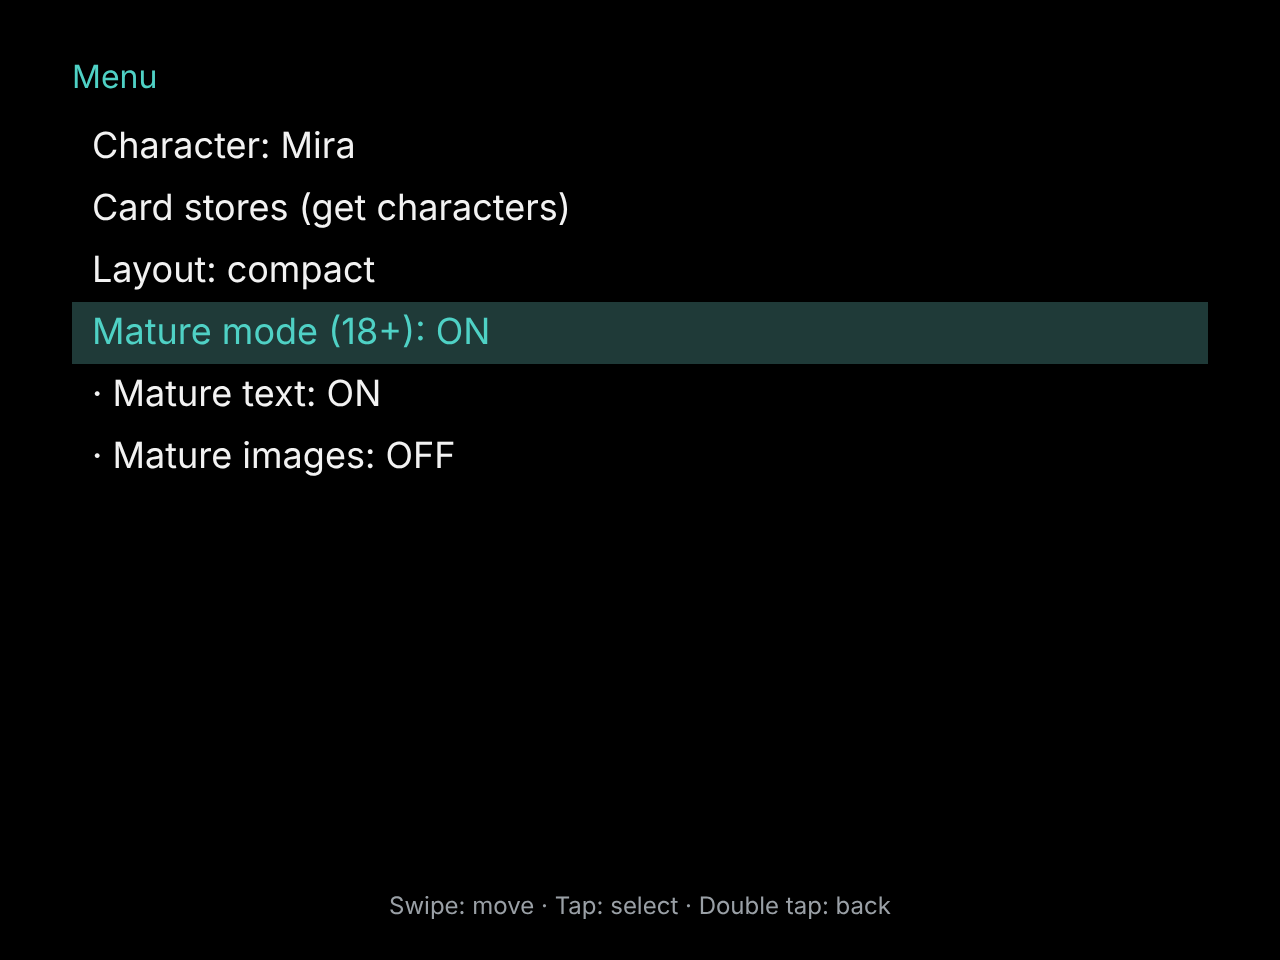 Menu
Character: Mira
Card stores (get characters)
Layout: compact
Mature mode (18+): ON
· Mature text: ON
· Mature images: OFF
Swipe: move · Tap: select · Double tap: back